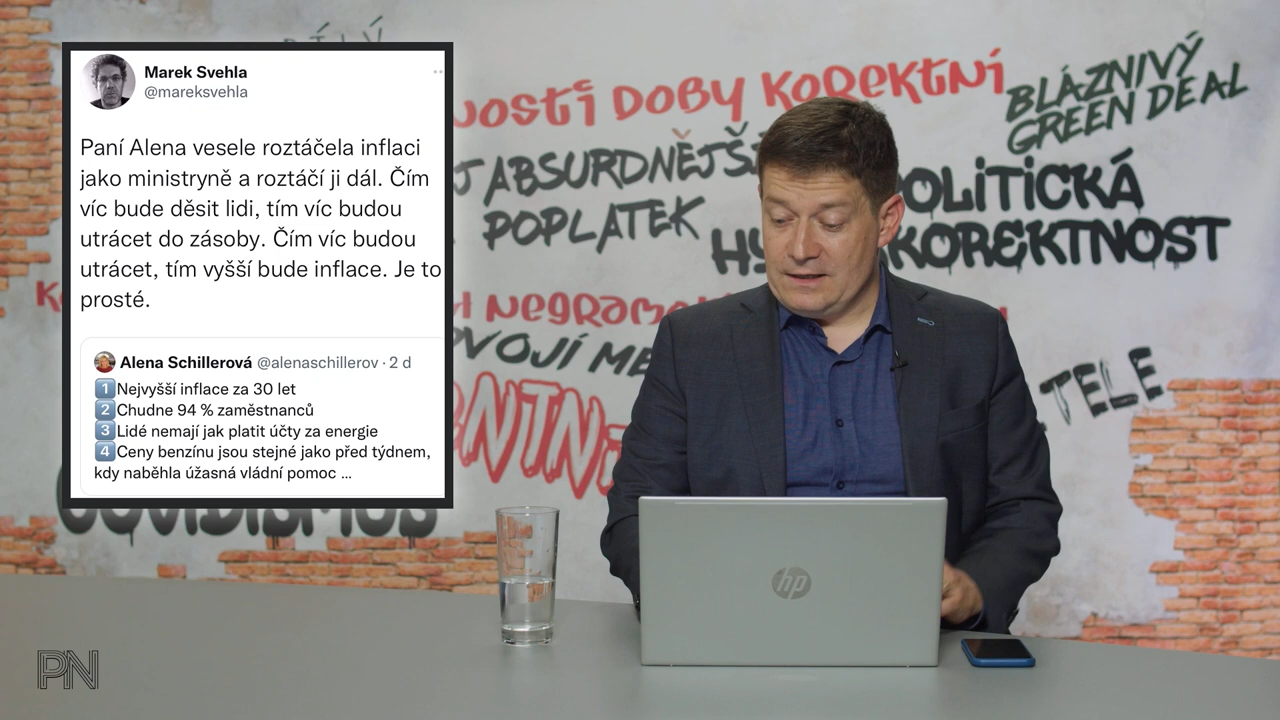 Marek Svehla
@mareksvehla
Paní Alena vesele roztáčela inflaci
jako ministryně a roztáčí ji dál. Čím
víc bude děsit lidi, tím víc budou
utrácet do zásoby. Čím víc budou
utrácet, tím vyšší bude inflace. Je to
prosté.
Alena Schillerová @alenaschillerov · 2 d
1 Nejvyšší inflace za 30 let
2 Chudne 94 % zaměstnanců
3 Lidé nemají jak platit účty za energie
4 Ceny benzínu jsou stejné jako před týdnem,
kdy naběhla úžasná vládní pomoc ...
DOBY KOREKTNÍ
BLÁZNIVÝ
GREEN DEAL
POPLATEK
POLITICKÁ
KOREKTNOST
TELE
COVIDISMUS
hp
PN